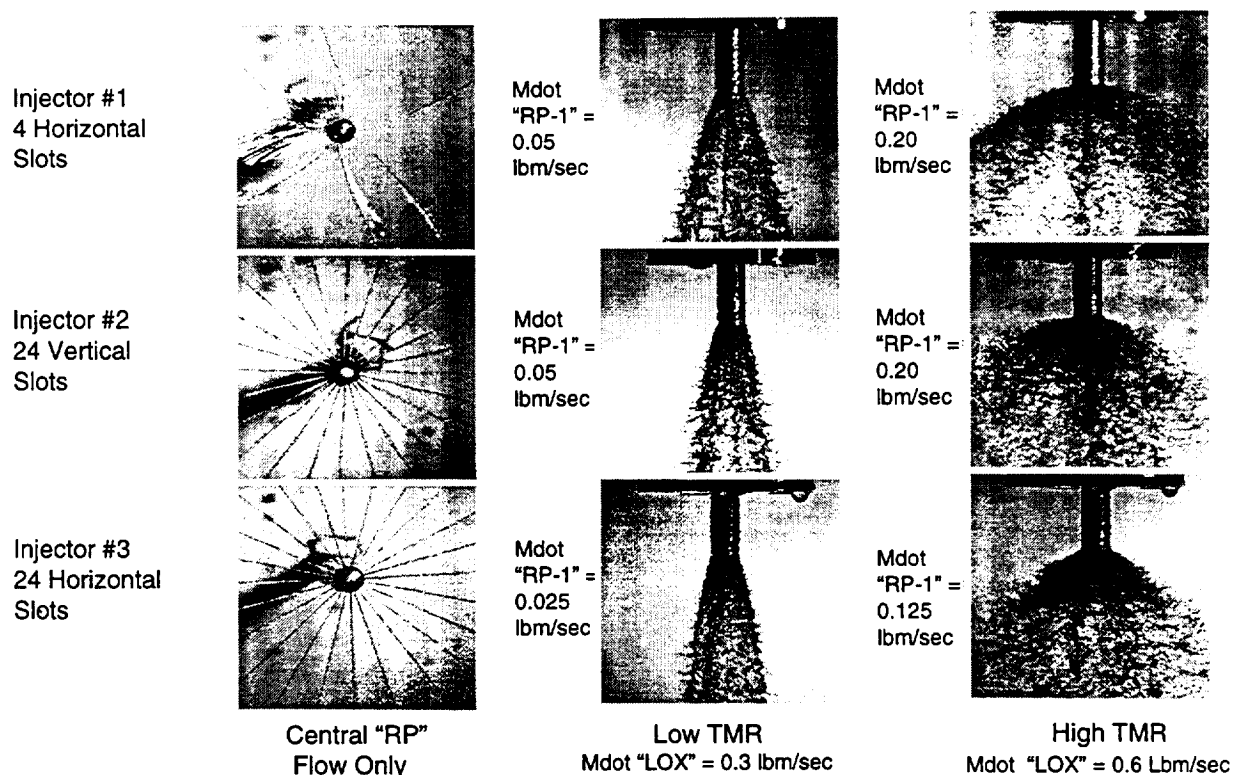 Injector #1
4 Horizontal
Slots
Mdot
"RP-1" =
0.05
lbm/sec
Mdot
"RP-1" =
0.20
lbm/sec
Injector #2
24 Vertical
Slots
Mdot
"RP-1" =
0.05
lbm/sec
Mdot
"RP-1" =
0.20
lbm/sec
Injector #3
24 Horizontal
Slots
Mdot
"RP-1" =
0.025
lbm/sec
Mdot
"RP-1" =
0.125
lbm/sec
Central "RP"
Flow Only
Low TMR
Mdot "LOX" = 0.3 lbm/sec
High TMR
Mdot "LOX" = 0.6 Lbm/sec